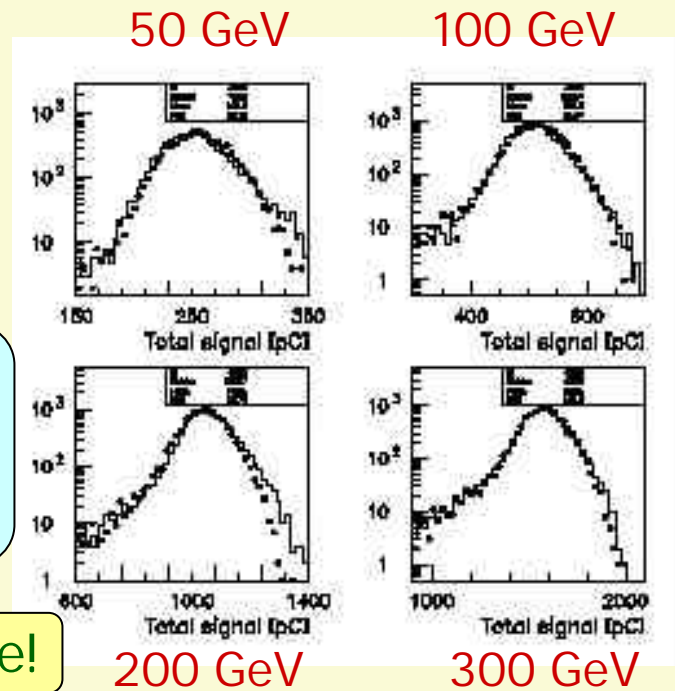 50 GeV 100 GeV
10³ 10³
10² 10²
10 10
1
150 250 350 400 600
Total signal [pC] Total signal [pC]
10³ 10³
10² 10²
10 10
1 1
600 1000 1400 1000 2000
Total signal [pC] Total signal [pC]
e!
200 GeV 300 GeV